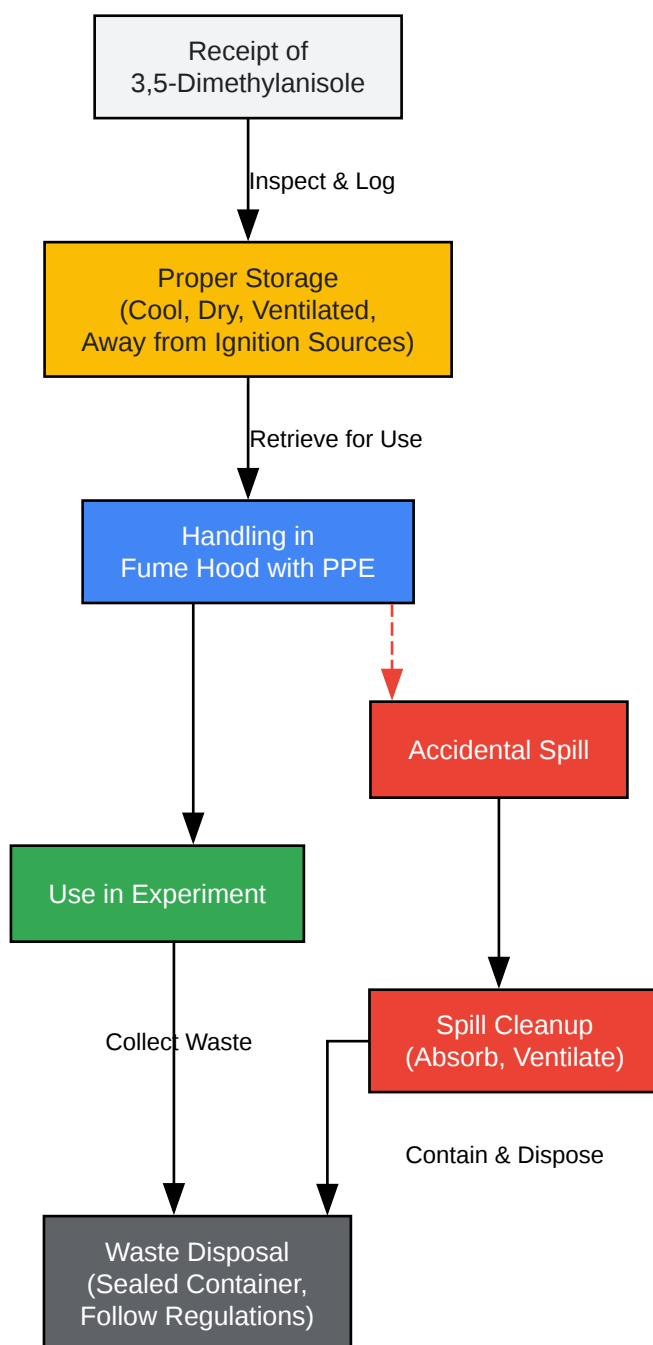 Receipt of
3,5-Dimethylanisole
Inspect & Log
Proper Storage
(Cool, Dry, Ventilated,
Away from Ignition Sources)
Retrieve for Use
Handling in
Fume Hood with PPE
Accidental Spill
Use in Experiment
Spill Cleanup
(Absorb, Ventilate)
Collect Waste
Contain & Dispose
Waste Disposal
(Sealed Container,
Follow Regulations)